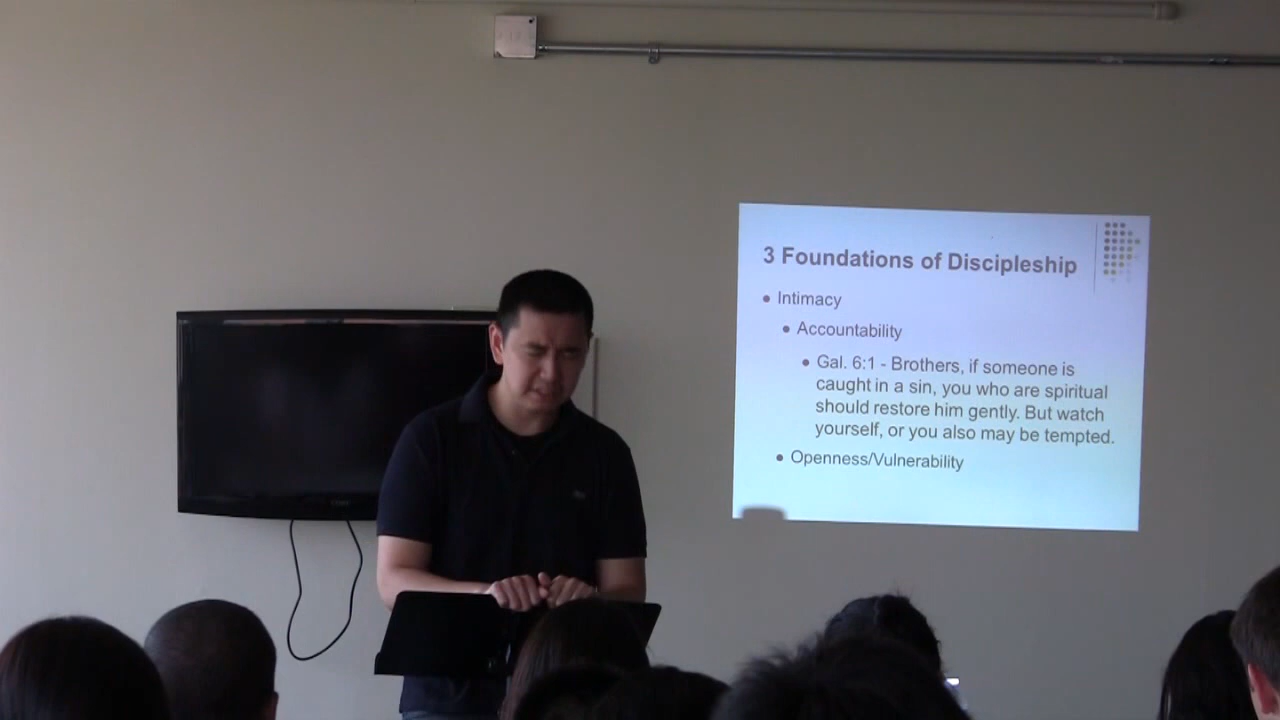 3 Foundations of Discipleship
Intimacy
Accountability
Gal. 6:1 - Brothers, if someone is
caught in a sin, you who are spiritual
should restore him gently. But watch
yourself, or you also may be tempted.
Openness/Vulnerability